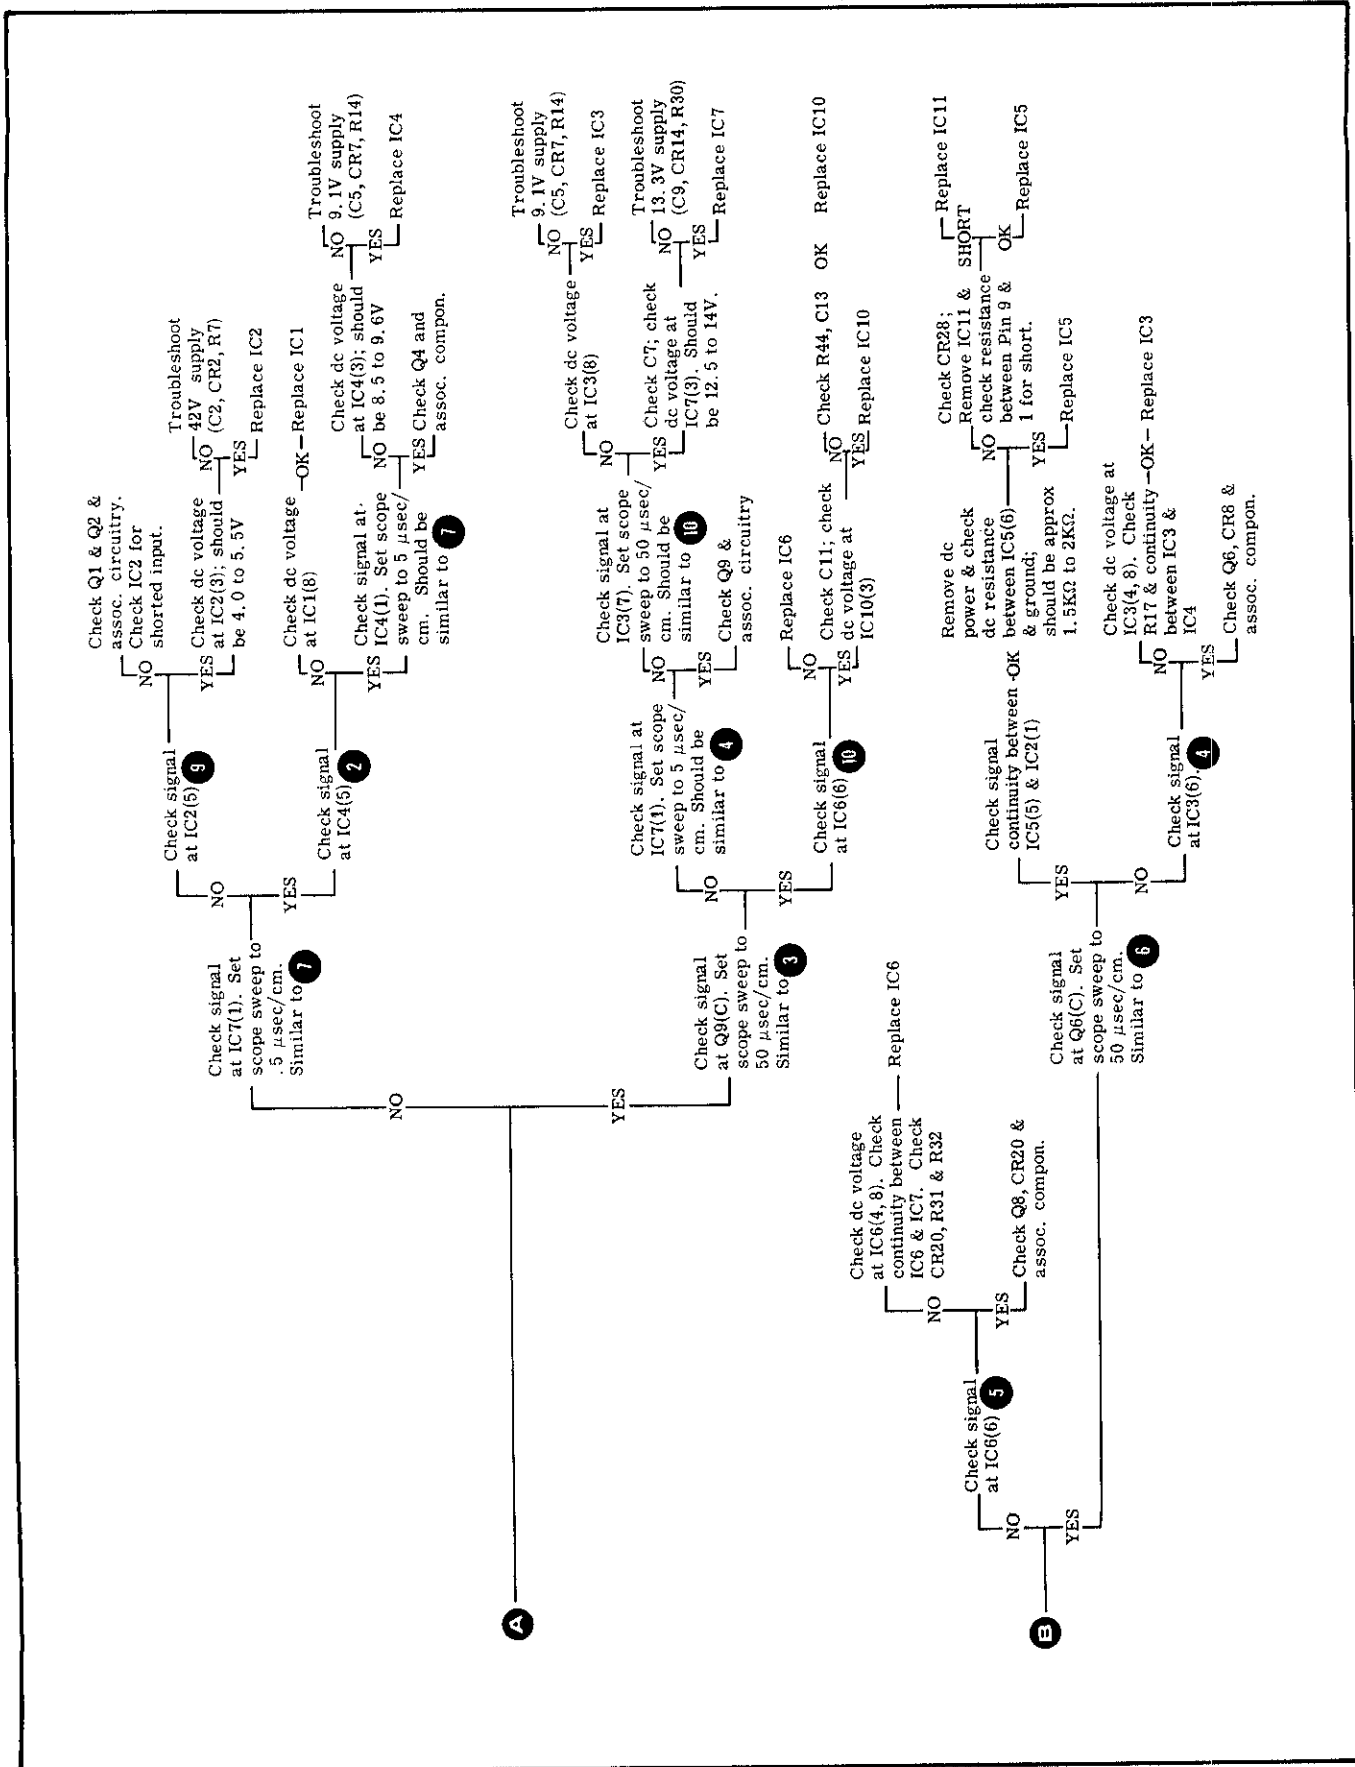 A
NO
Check signal
at IC7(1). Set
scope sweep to
.5 μsec/cm.
Similar to 7
NO
Check signal
at IC2(5) 9
NO
Check Q1 & Q2 &
assoc. circuitry.
Check IC2 for
shorted input.
YES
Check dc voltage
at IC2(3); should
be 4.0 to 5.5V
NO
Troubleshoot
42V supply
(C2, CR2, R7)
YES
Replace IC2
YES
Check signal
at IC4(5) 2
NO
Check dc voltage
at IC1(8)
OK
Replace IC1
YES
Check signal at
IC4(1). Set scope
sweep to 5 μsec/
cm. Should be
similar to 7
NO
Check dc voltage
at IC4(3); should
be 8.5 to 9.6V
NO
Troubleshoot
9.1V supply
(C5, CR7, R14)
YES
Replace IC4
YES
Check Q4 and
assoc. compon.
YES
Check signal
at Q9(C). Set
scope sweep to
50 μsec/cm.
Similar to 3
NO
Check signal at
IC7(1). Set scope
sweep to 5 μsec/
cm. Should be
similar to 4
NO
Check signal at
IC3(7). Set scope
sweep to 50 μsec/
cm. Should be
similar to 10
NO
Check dc voltage
at IC3(8)
NO
Troubleshoot
9.1V supply
(C5, CR7, R14)
YES
Replace IC3
YES
Check C7; check
dc voltage at
IC7(3). Should
be 12.5 to 14V.
NO
Troubleshoot
13.3V supply
(C9, CR14, R30)
YES
Replace IC7
YES
Check Q9 &
assoc. circuitry
YES
Check signal
at IC6(6) 10
NO
Replace IC6
YES
Check C11; check
dc voltage at
IC10(3)
NO
Check R44, C13
OK
Replace IC10
YES
Replace IC10
B
NO
Check signal
at IC6(6) 5
NO
Check dc voltage
at IC6(4,8). Check
continuity between
IC6 & IC7. Check
CR20, R31 & R32
Replace IC6
YES
Check Q8, CR20 &
assoc. compon.
YES
Check signal
at Q6(C). Set
scope sweep to
50 μsec/cm.
Similar to 6
YES
Check signal
continuity between
IC5(5) & IC2(1)
OK
Remove dc
power & check
dc resistance
between IC5(6)
& ground;
should be approx
1.5KΩ to 2KΩ.
NO
Check CR28;
Remove IC11 &
check resistance
between Pin 9 &
1 for short.
SHORT
Replace IC11
OK
Replace IC5
YES
Replace IC5
NO
Check signal
at IC3(6). 4
NO
Check dc voltage at
IC3(4,8). Check
R17 & continuity
between IC3 &
IC4
OK
Replace IC3
YES
Check Q6, CR8 &
assoc. compon.